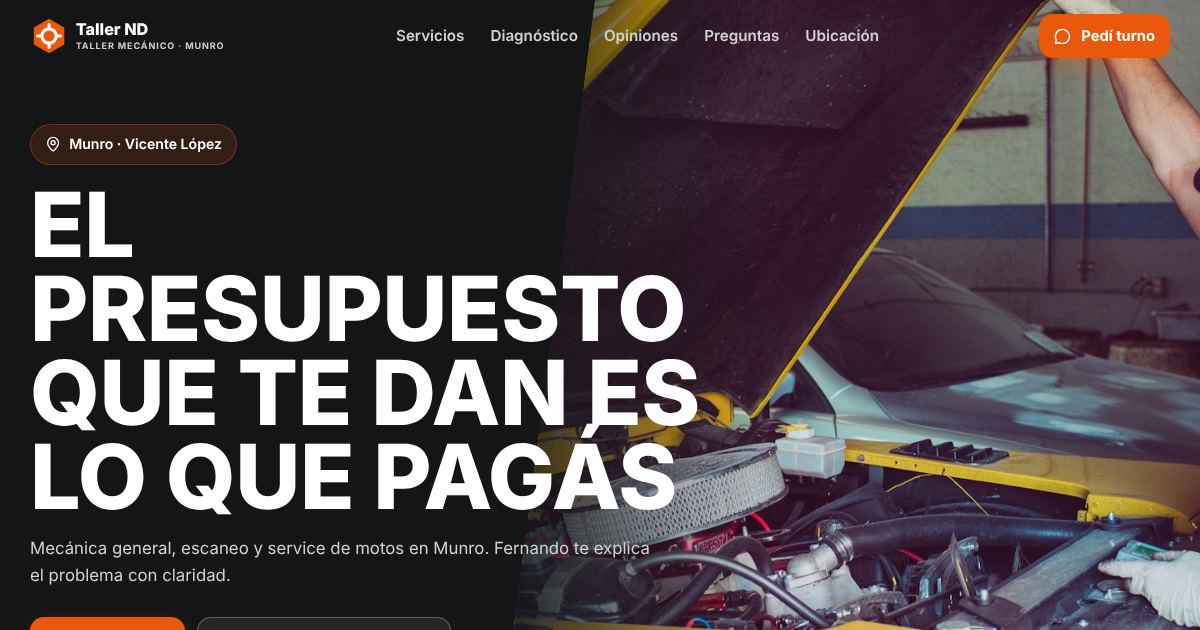 Taller ND
TALLER MECÁNICO · MUNRO
Servicios
Diagnóstico
Opiniones
Preguntas
Ubicación
Pedí turno
Munro · Vicente López
EL
PRESUPUESTO
QUE TE DAN ES
LO QUE PAGÁS
Mecánica general, escaneo y service de motos en Munro. Fernando te explica
el problema con claridad.